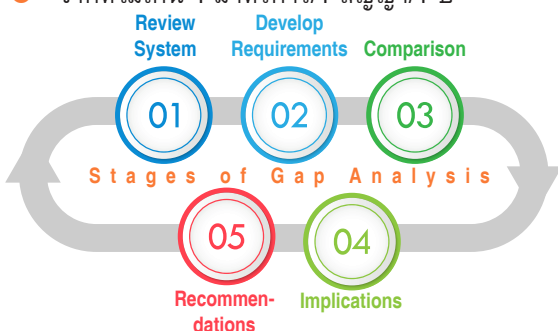 Review
System
01
Develop
Requirements
02
Comparison
03
Stages of Gap Analysis
05
Recommen-
dations
04
Implications